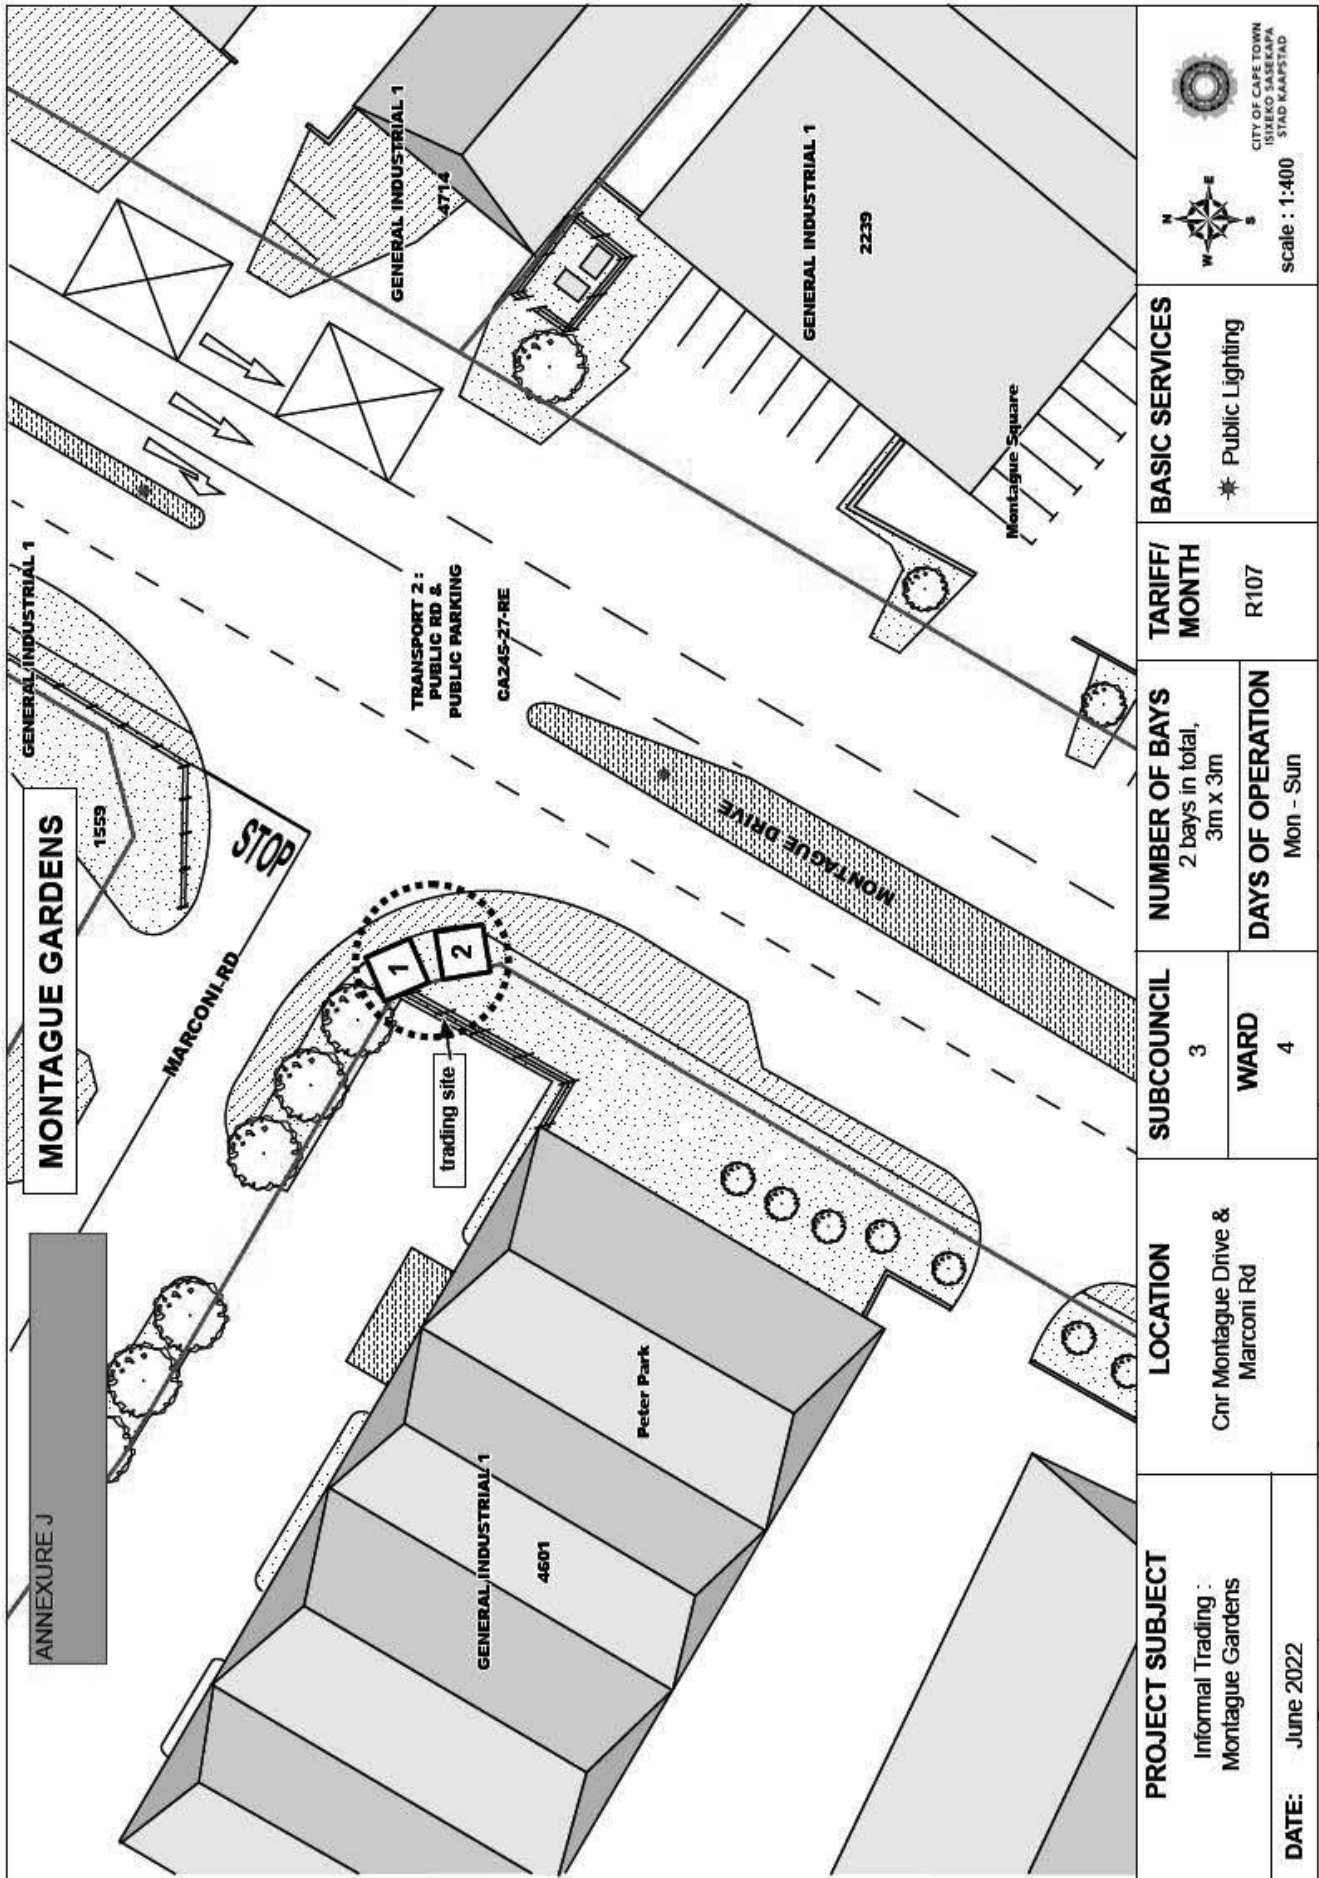 ANNEXURE J
MONTAGUE GARDENS
GENERAL INDUSTRIAL 1
1559
MARCONI RD
STOP
1
2
trading site
TRANSPORT 2 :
PUBLIC RD &
PUBLIC PARKING
CA245-27-RE
GENERAL INDUSTRIAL 1
4714
GENERAL INDUSTRIAL 1
2239
Montague Square
MONTAGUE DRIVE
GENERAL INDUSTRIAL 1
4601
Peter Park
PROJECT SUBJECT
Informal Trading :
Montague Gardens
DATE: June 2022
LOCATION
Cnr Montague Drive &
Marconi Rd
SUBCOUNCIL
3
WARD
4
NUMBER OF BAYS
2 bays in total,
3m x 3m
DAYS OF OPERATION
Mon - Sun
TARIFF/
MONTH
R107
BASIC SERVICES
Public Lighting
N
W
E
S
scale : 1:400
CITY OF CAPE TOWN
ISIXEKO SASEKAPA
STAD KAAPSTAD